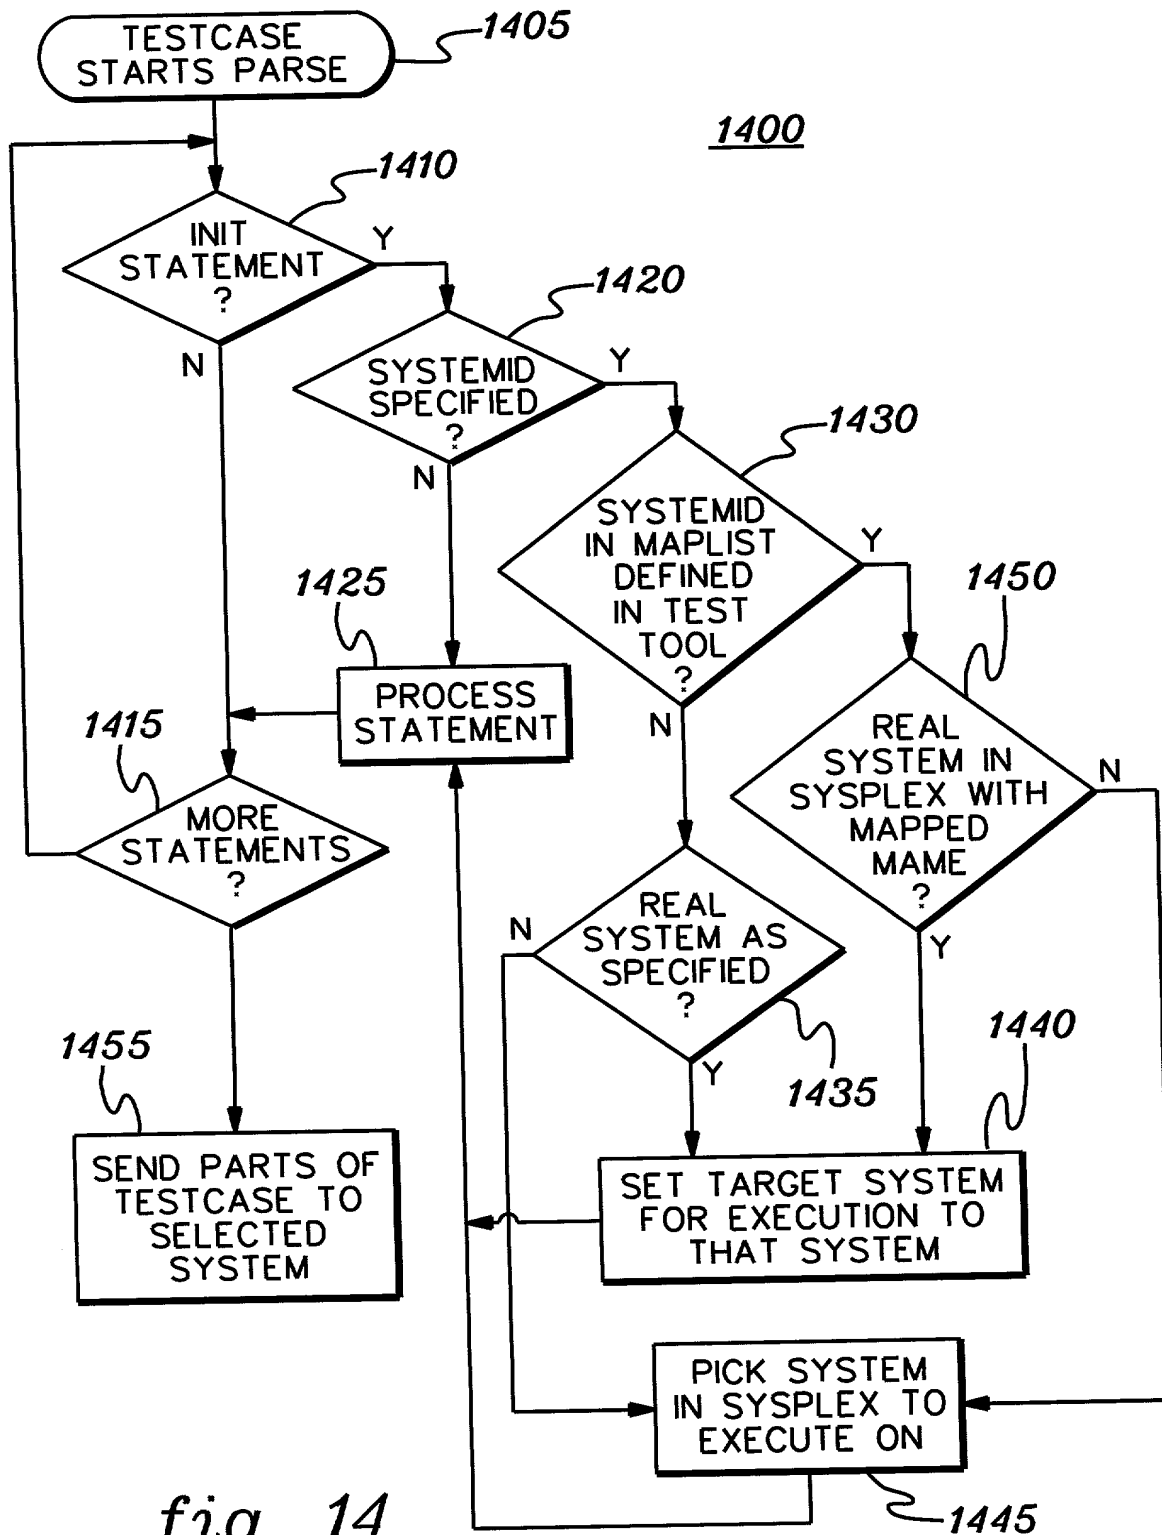 TESTCASE
STARTS PARSE
1405
1400
1410
INIT
STATEMENT
?
Y
N
1420
SYSTEMID
SPECIFIED
?
Y
N
1430
SYSTEMID
IN MAPLIST
DEFINED
IN TEST
TOOL
?
Y
N
1425
PROCESS
STATEMENT
1450
REAL
SYSTEM IN
SYSPLEX WITH
MAPPED
MAME
?
N
Y
1415
MORE
STATEMENTS
?
REAL
SYSTEM AS
SPECIFIED
?
N
Y
1435
1440
SET TARGET SYSTEM
FOR EXECUTION TO
THAT SYSTEM
1455
SEND PARTS OF
TESTCASE TO
SELECTED
SYSTEM
PICK SYSTEM
IN SYSPLEX TO
EXECUTE ON
1445
fig. 14